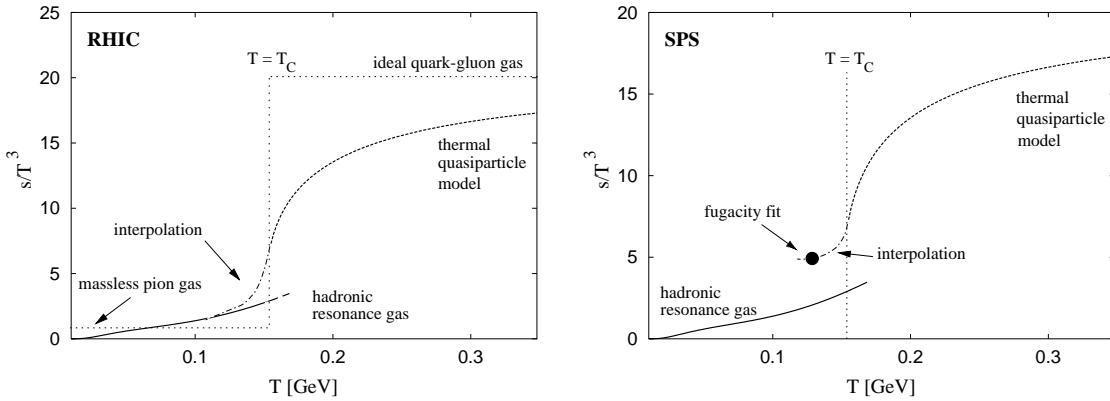 RHIC
T = T_C
ideal quark-gluon gas
thermal
quasiparticle
model
interpolation
massless pion gas
hadronic
resonance gas
s/T^3
25
20
15
10
5
0
0.1
0.2
0.3
T [GeV]
SPS
T = T_C
thermal
quasiparticle
model
fugacity fit
interpolation
hadronic
resonance gas
s/T^3
20
15
10
5
0
0.1
0.2
0.3
T [GeV]